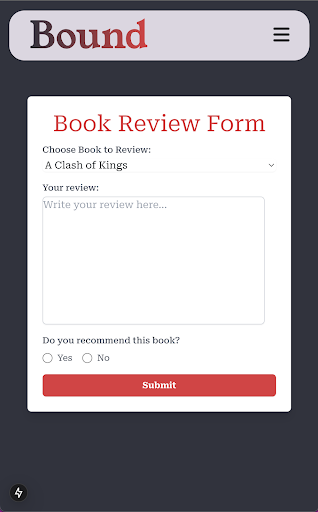 Bound
Book Review Form
Choose Book to Review:
A Clash of Kings
Your review:
Write your review here...
Do you recommend this book?
Yes No
Submit